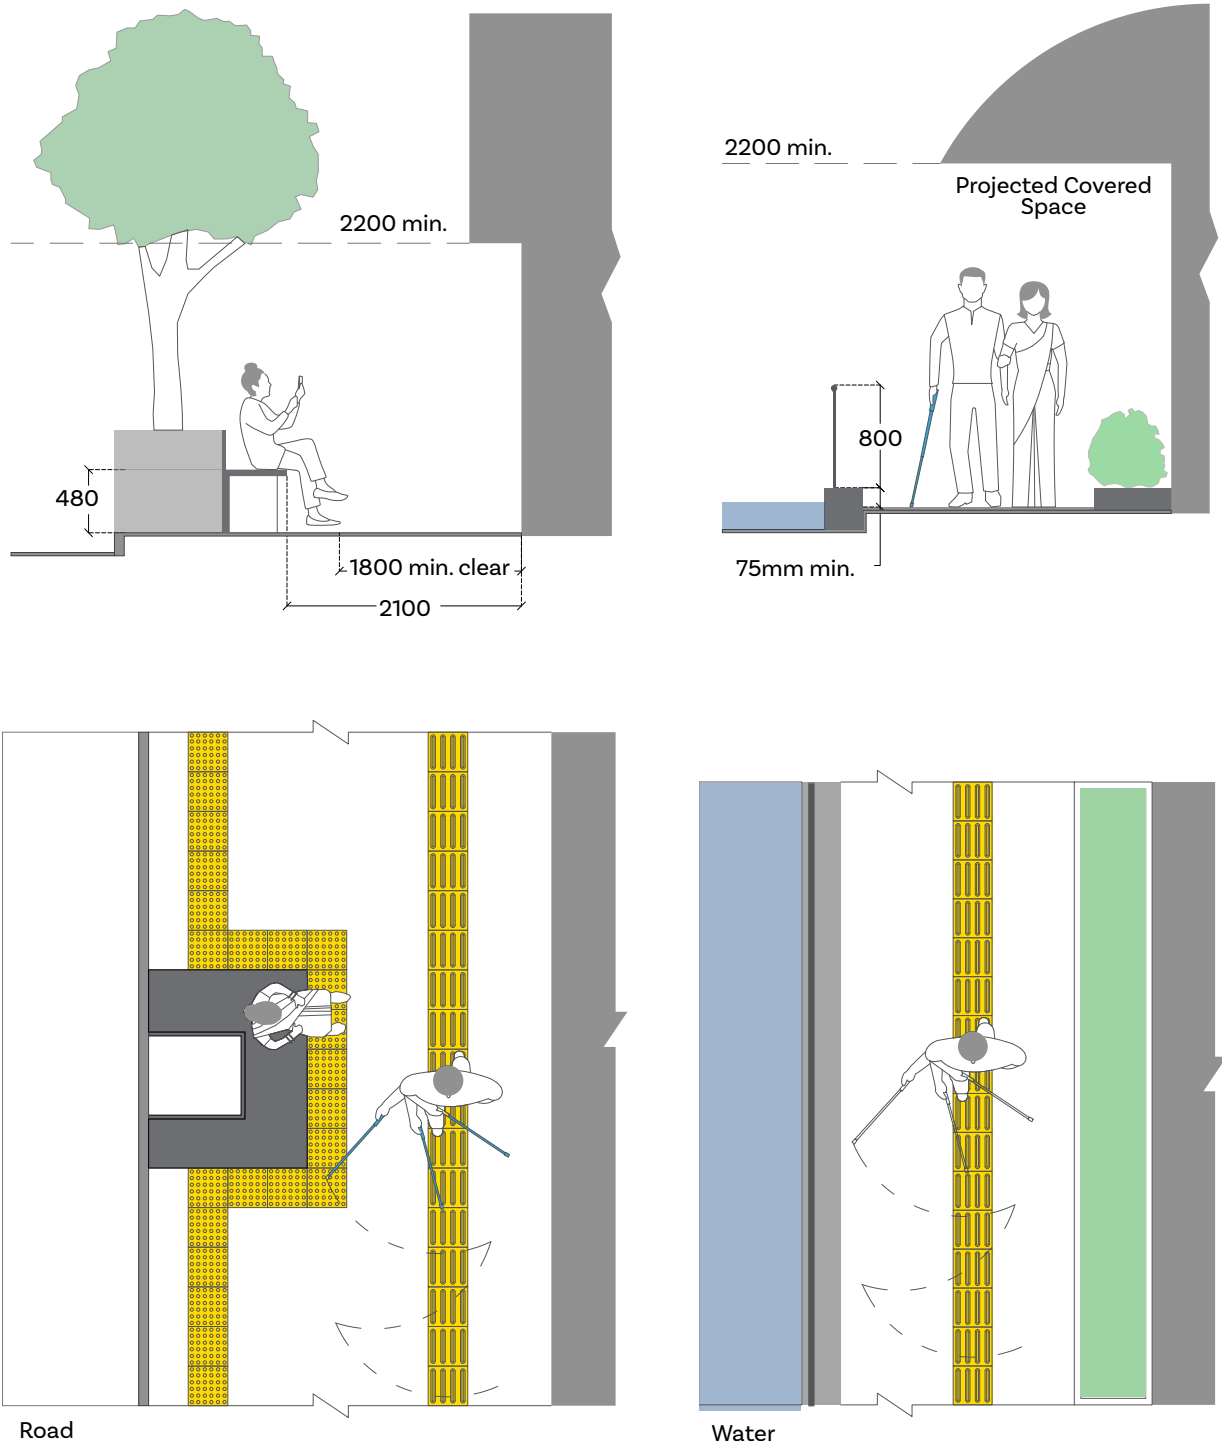 2200 min.
480
1800 min. clear
2100
2200 min.
Projected Covered
Space
800
75mm min.
Road
Water